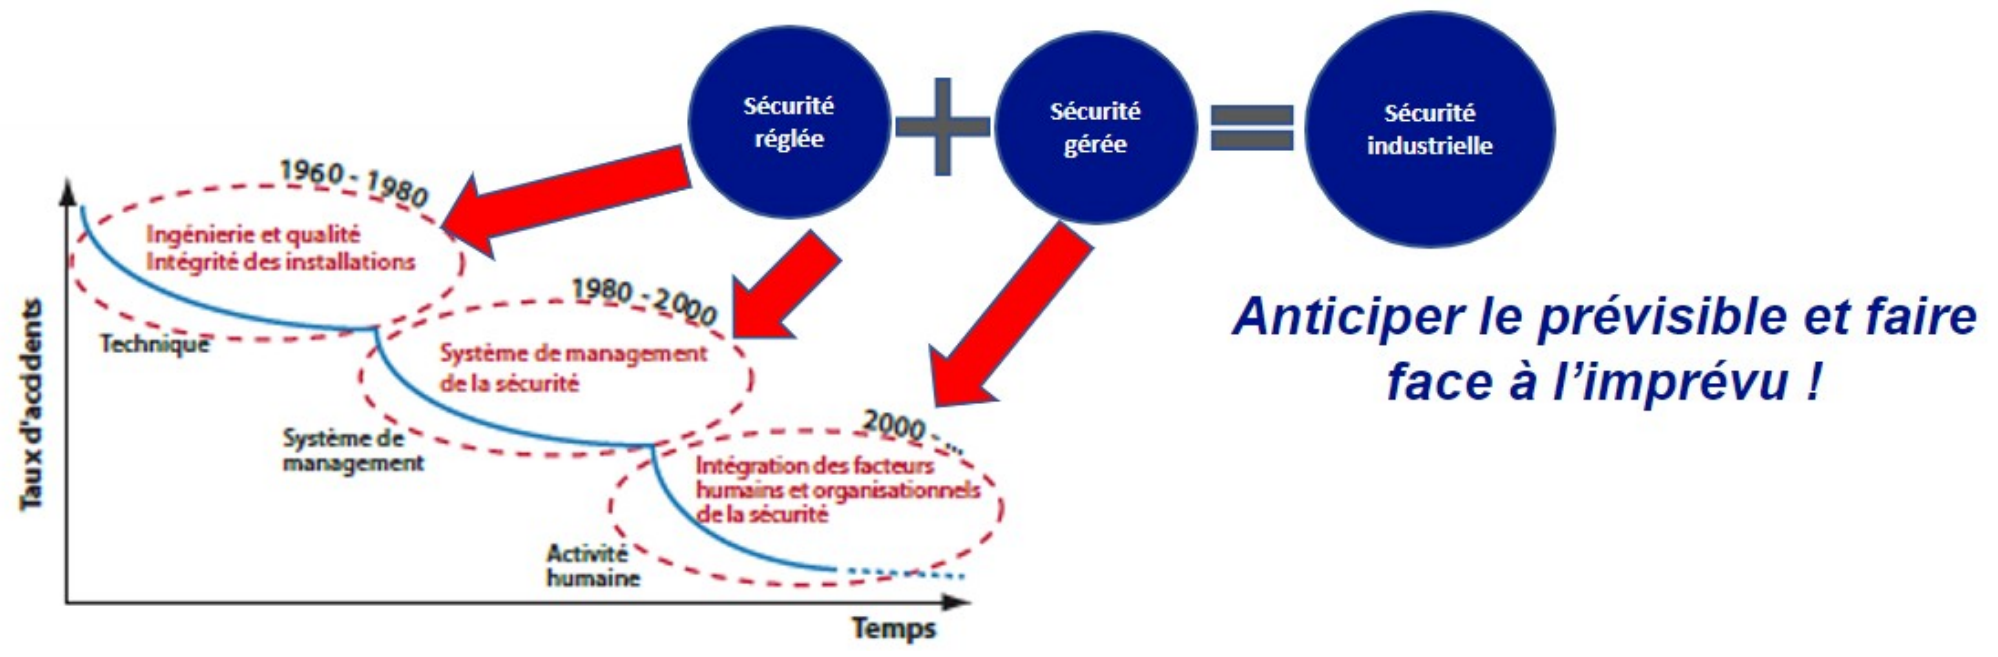 Sécurité
réglée
Sécurité
gérée
Sécurité
industrielle
Anticiper le prévisible et faire
face à l'imprévu !
Taux d'accidents
1960 - 1980
Ingénierie et qualité
Intégrité des installations
Technique
1980 - 2000
Système de management
de la sécurité
Système de
management
2000 - ...
Intégration des facteurs
humains et organisationnels
de la sécurité
Activité
humaine
Temps